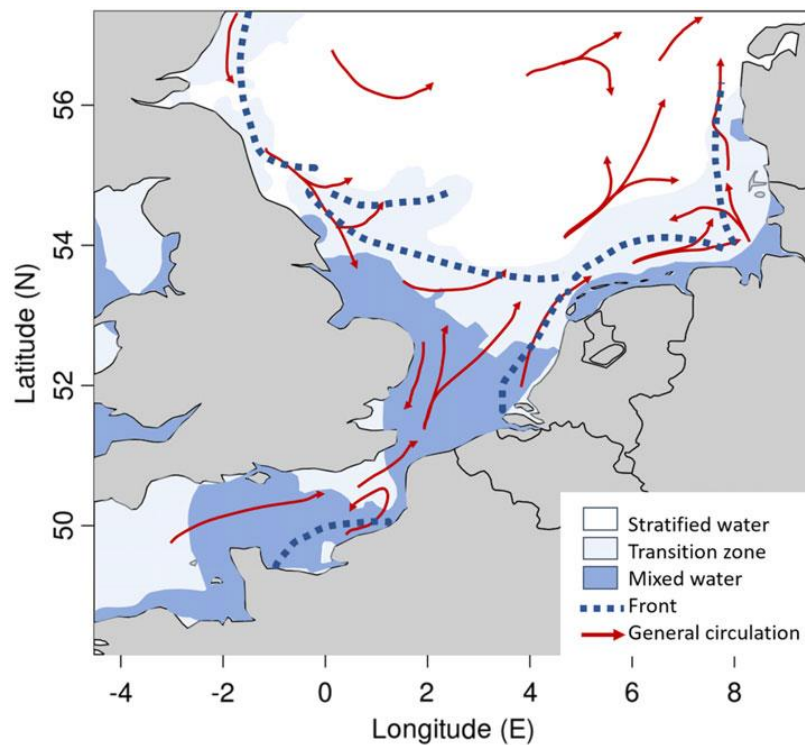 56
54
52
50
Latitude (N)
Stratified water
Transition zone
Mixed water
Front
General circulation
-4 -2 0 2 4 6 8
Longitude (E)